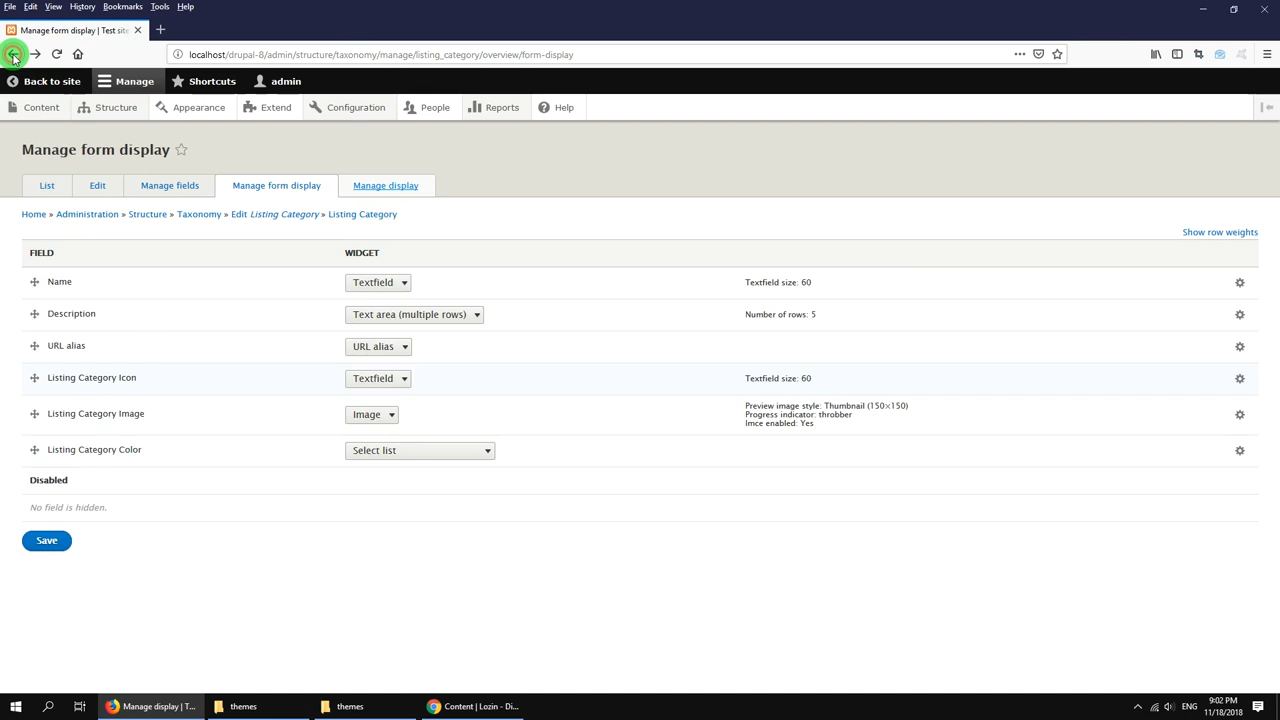 File Edit View History Bookmarks Tools Help
Manage form display | Test site
localhost/drupal-8/admin/structure/taxonomy/manage/listing_category/overview/form-display
Back to site Manage Shortcuts admin
Content Structure Appearance Extend Configuration People Reports Help
Manage form display
List Edit Manage fields Manage form display Manage display
Home » Administration » Structure » Taxonomy » Edit Listing Category » Listing Category
Show row weights
FIELD WIDGET
Name Textfield Textfield size: 60
Description Text area (multiple rows) Number of rows: 5
URL alias URL alias
Listing Category Icon Textfield Textfield size: 60
Listing Category Image Image Preview image style: Thumbnail (150×150)
Progress indicator: throbber
Imce enabled: Yes
Listing Category Color Select list
Disabled
No field is hidden.
Save
Manage display | T... themes themes Content | Lozin - Di... ENG 9:02 PM
11/18/2018